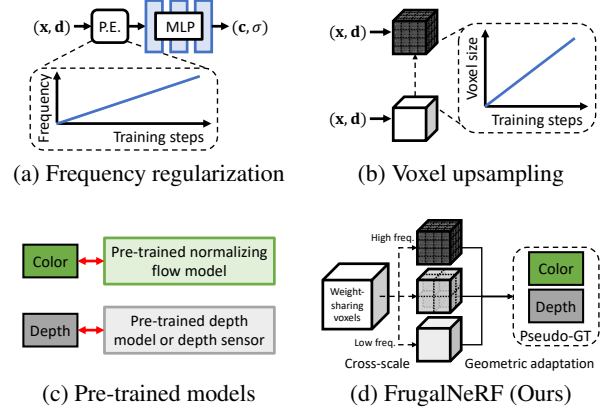 (x, d) P.E. MLP (c, σ)
Frequency
Training steps
(a) Frequency regularization
(x, d)
(x, d)
Voxel size
Training steps
(b) Voxel upsampling
Color
Pre-trained normalizing
flow model
Depth
Pre-trained depth
model or depth sensor
(c) Pre-trained models
High freq.
Weight-
sharing
voxels
Low freq.
Cross-scale
Geometric adaptation
Color
Depth
Pseudo-GT
(d) FrugalNeRF (Ours)